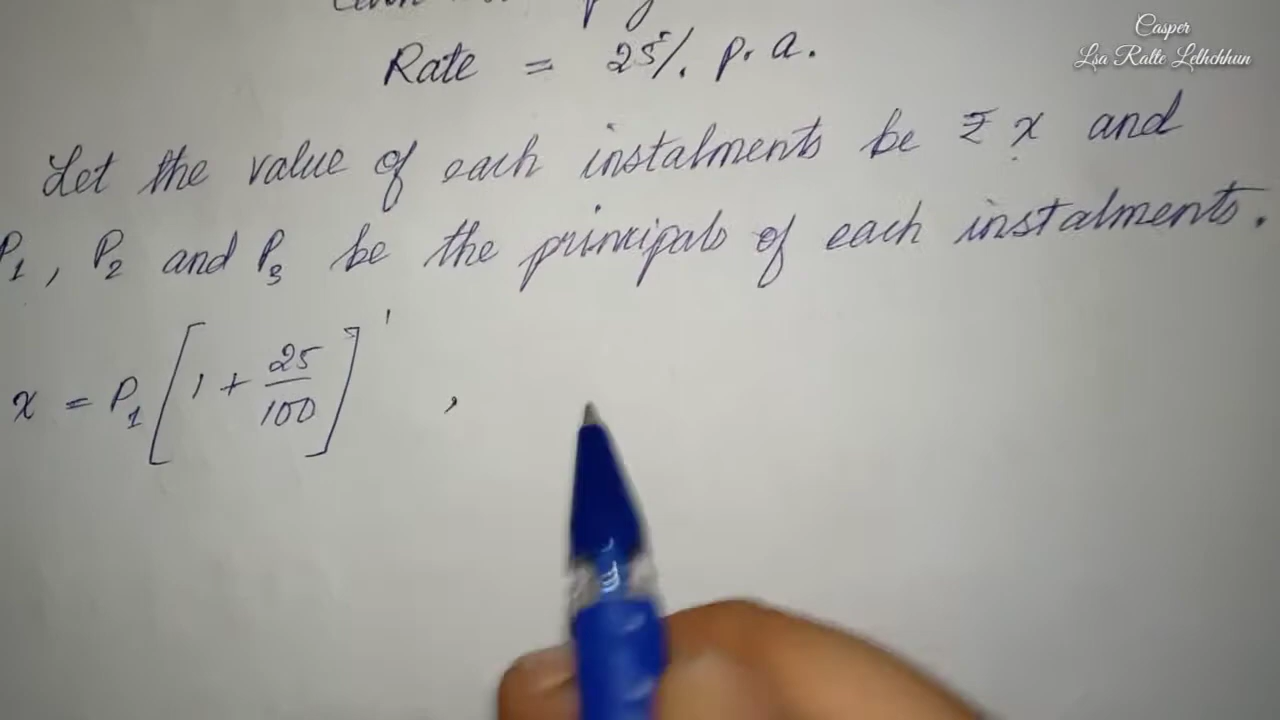 Casper
Lsa Ralte Lelhchhun
Rate = 25% p.a.
Let the value of each instalments be ₹ x and
P₁, P₂ and P₃ be the principals of each instalments.
x = P₁ [1 + 25/100]¹ ,